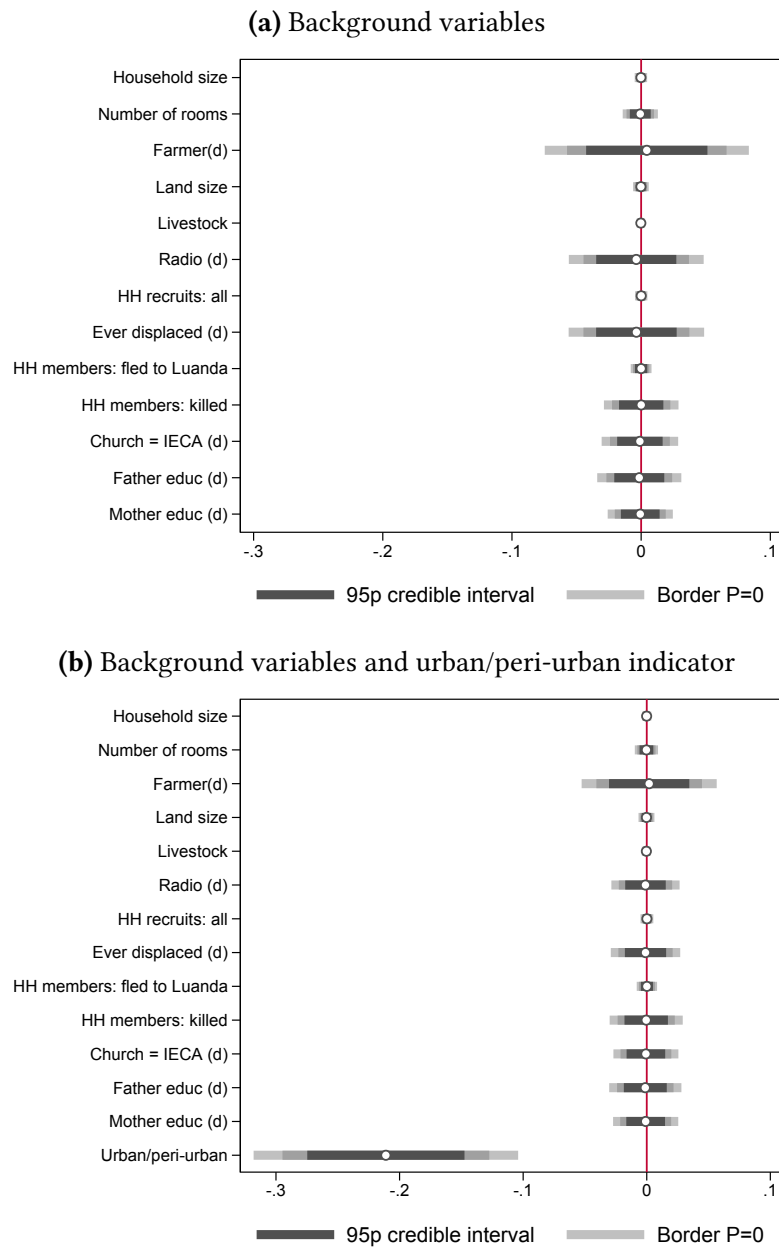 (a) Background variables
Household size
Number of rooms
Farmer(d)
Land size
Livestock
Radio (d)
HH recruits: all
Ever displaced (d)
HH members: fled to Luanda
HH members: killed
Church = IECA (d)
Father educ (d)
Mother educ (d)
-.3 -.2 -.1 0 .1
95p credible interval Border P=0
(b) Background variables and urban/peri-urban indicator
Household size
Number of rooms
Farmer(d)
Land size
Livestock
Radio (d)
HH recruits: all
Ever displaced (d)
HH members: fled to Luanda
HH members: killed
Church = IECA (d)
Father educ (d)
Mother educ (d)
Urban/peri-urban
-.3 -.2 -.1 0 .1
95p credible interval Border P=0